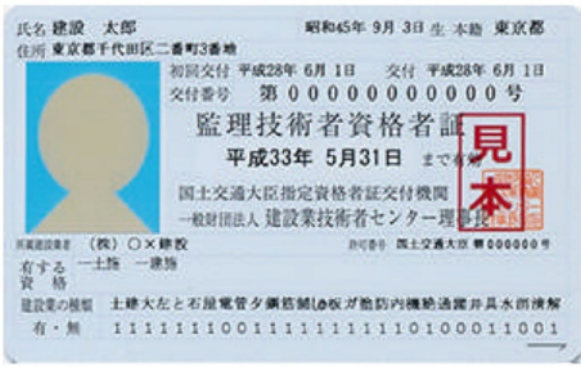 氏名 建設 太郎 昭和45年 9月 3日 生 本籍 東京都
住所 東京都千代田区二番町3番地
初回交付 平成28年 6月 1日 交付 平成28年 6月 1日
交付番号 第 00000000000 号
監理技術者資格者証
平成33年 5月31日 まで有効
見本
国土交通大臣指定資格者証交付機関
一般財団法人 建設業技術者センター理事長
所属建設業者 (株) 〇×建設 許可番号 国土交通大臣 第000000号
有する資格 一土施 一建施
建設業の種類 土建大左と石屋電管タ鋼筋舗しゅ板ガ塗防内機絶通園井具水消清解
有・無 11111110011111111111010001100​1